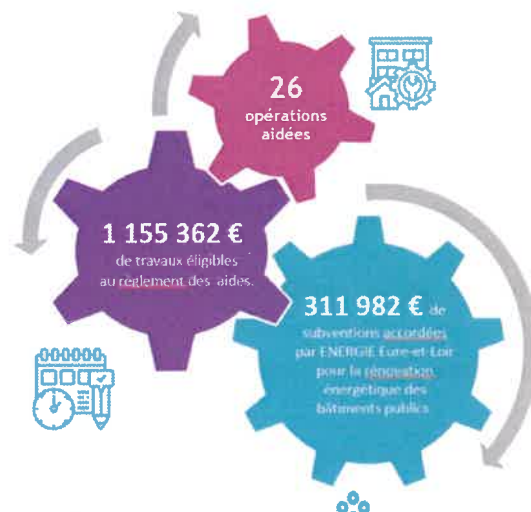 26
opérations
aidées
1 155 362 €
de travaux éligibles
au règlement des aides.
311 982 € de
subventions accordées
par ENERGIE Eure-et-Loir
pour la rénovation
énergétique des
bâtiments publics